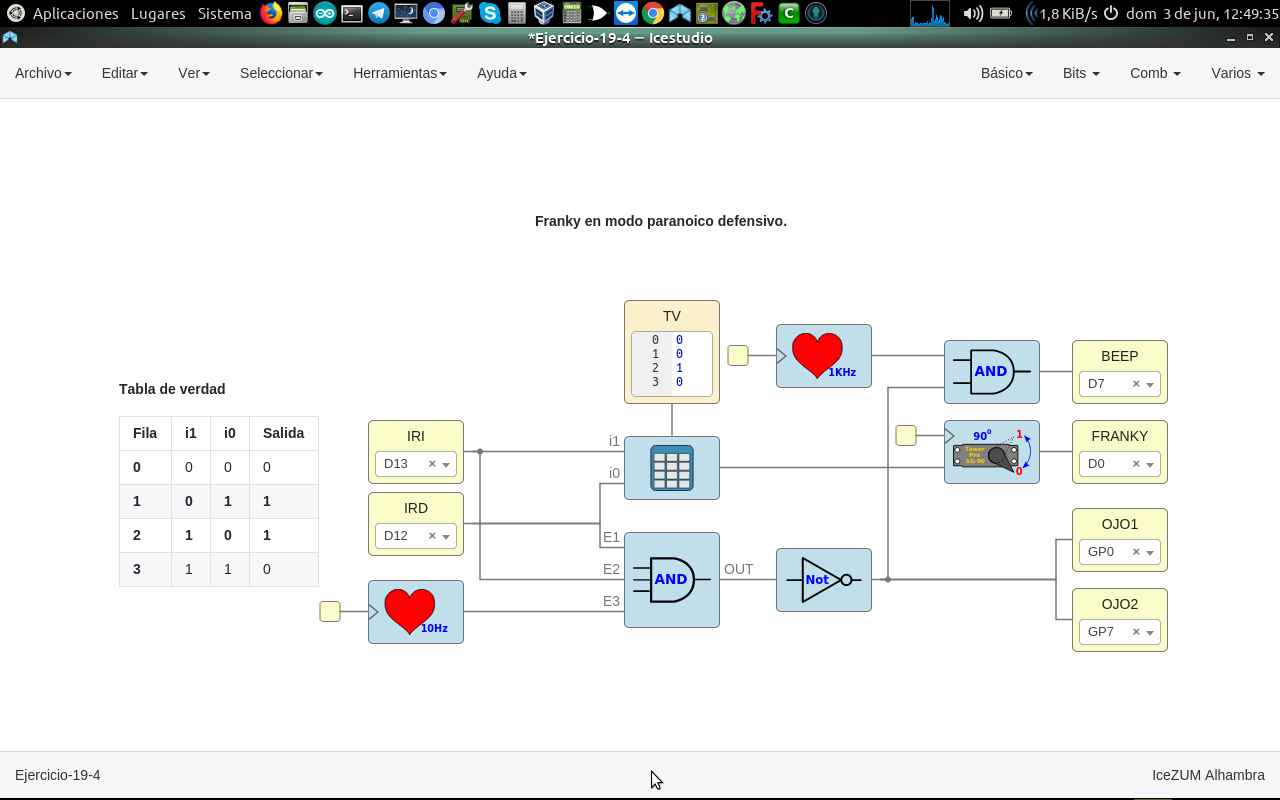 Aplicaciones Lugares Sistema 1,8 KiB/s dom 3 de jun, 12:49:35
*Ejercicio-19-4 — Icestudio
Archivo Editar Ver Seleccionar Herramientas Ayuda Básico Bits Comb Varios
Franky en modo paranoico defensivo.
Tabla de verdad
Fila i1 i0 Salida
0 0 0 0
1 0 1 1
2 1 0 1
3 1 1 0
IRI
D13
IRD
D12
10Hz
TV
0 0
1 0
2 1
3 0
i1
i0
E1
E2
E3
AND
OUT
Not
1KHz
AND
BEEP
D7
90º
1
0
Tower
Pro
SG-90
FRANKY
D0
OJO1
GP0
OJO2
GP7
Ejercicio-19-4 IceZUM Alhambra